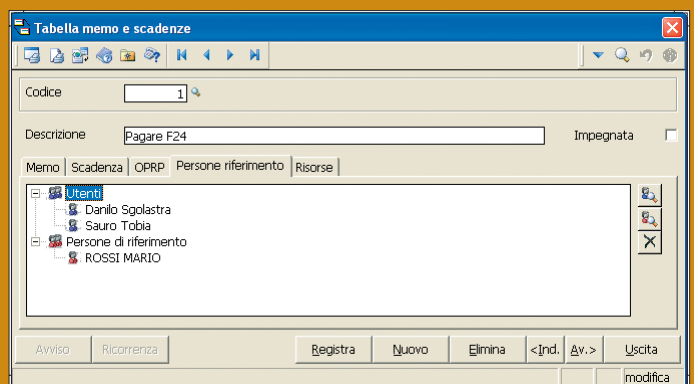 Tabella memo e scadenze
Codice 1
Descrizione Pagare F24 Impegnata
Memo Scadenza OPRP Persone riferimento Risorse
Utenti
Danilo Sgolastra
Sauro Tobia
Persone di riferimento
ROSSI MARIO
Avviso Ricorrenza Registra Nuovo Elimina <Ind. Av.> Uscita
modifica